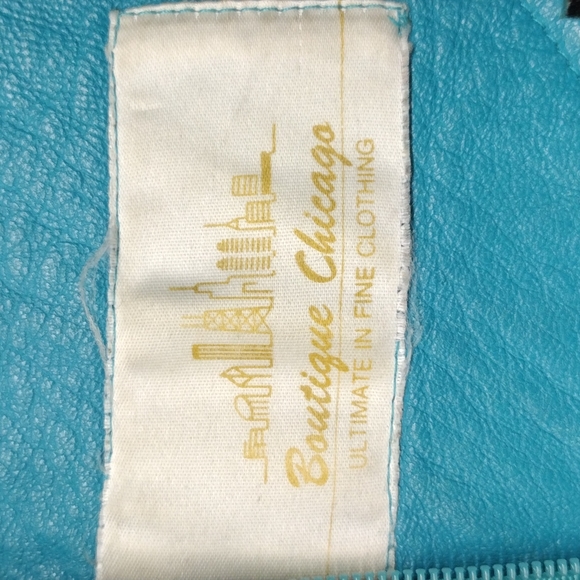 Boutique Chicago
ULTIMATE IN FINE CLOTHING